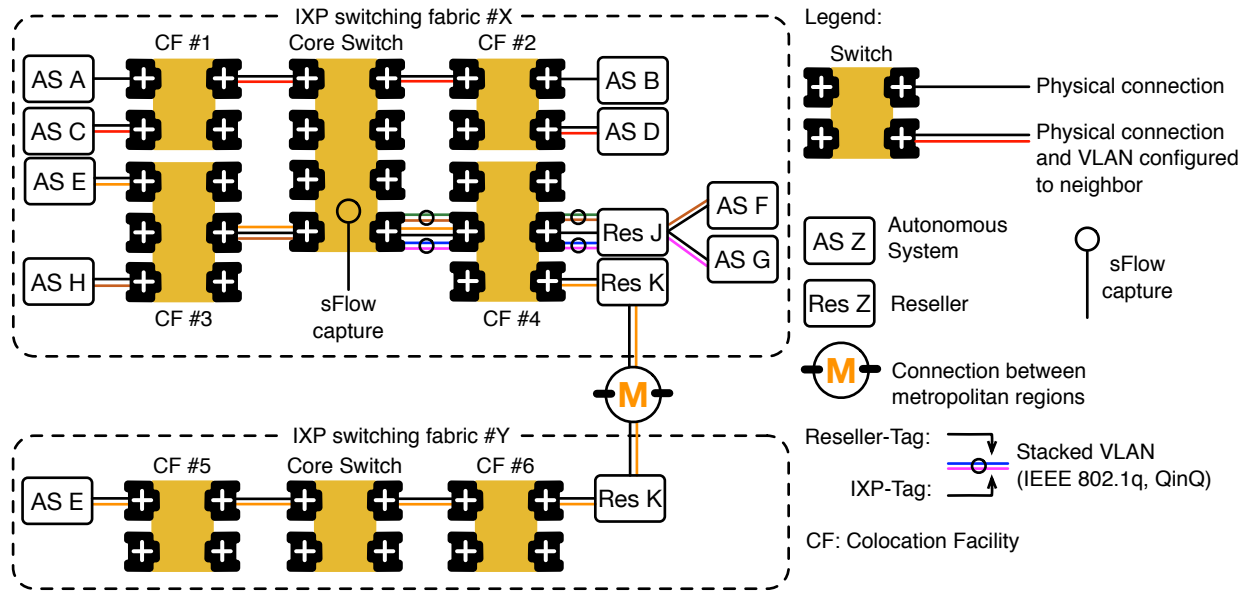 IXP switching fabric #X
CF #1
Core Switch
CF #2
AS A
AS B
AS C
AS D
AS E
AS F
Res J
AS G
AS H
Res K
CF #3
sFlow
capture
CF #4
M
IXP switching fabric #Y
CF #5
Core Switch
CF #6
AS E
Res K
Legend:
Switch
Physical connection
Physical connection
and VLAN configured
to neighbor
AS Z
Autonomous
System
Res Z
Reseller
sFlow
capture
M
Connection between
metropolitan regions
Reseller-Tag:
IXP-Tag:
Stacked VLAN
(IEEE 802.1q, QinQ)
CF: Colocation Facility